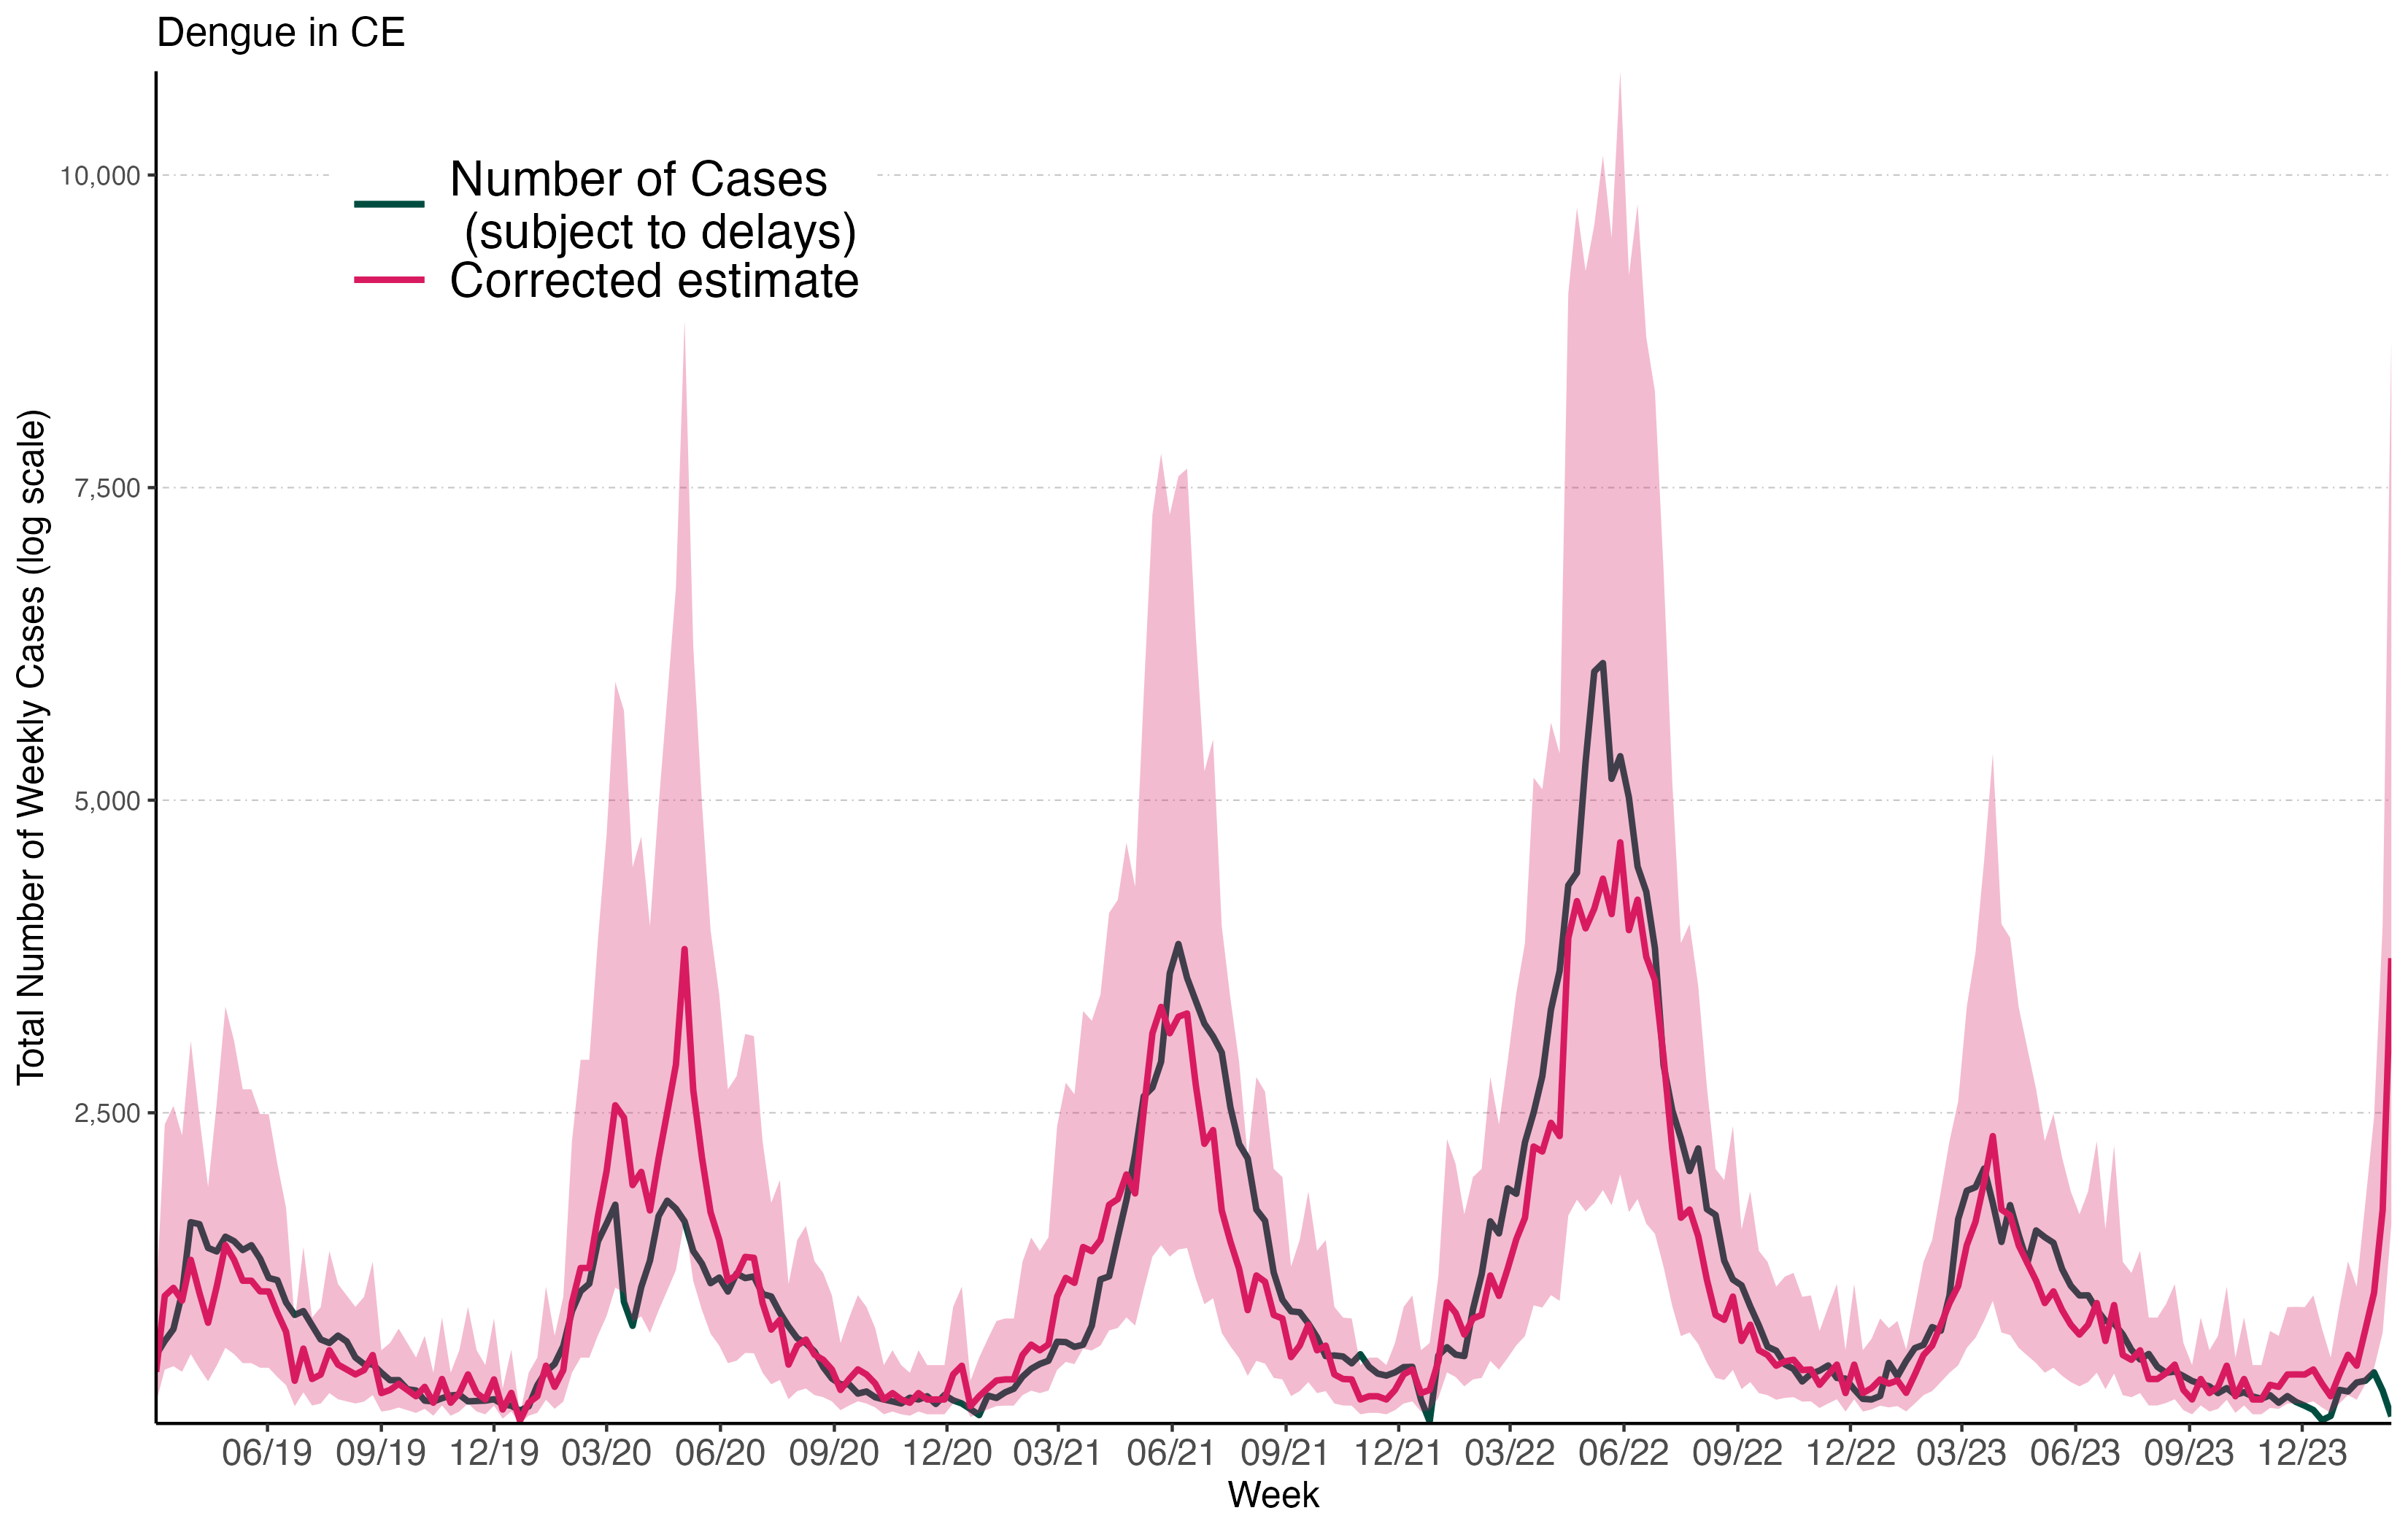 Dengue in CE
Number of Cases
(subject to delays)
Corrected estimate
Total Number of Weekly Cases (log scale)
10,000
7,500
5,000
2,500
06/19 09/19 12/19 03/20 06/20 09/20 12/20 03/21 06/21 09/21 12/21 03/22 06/22 09/22 12/22 03/23 06/23 09/23 12/23
Week